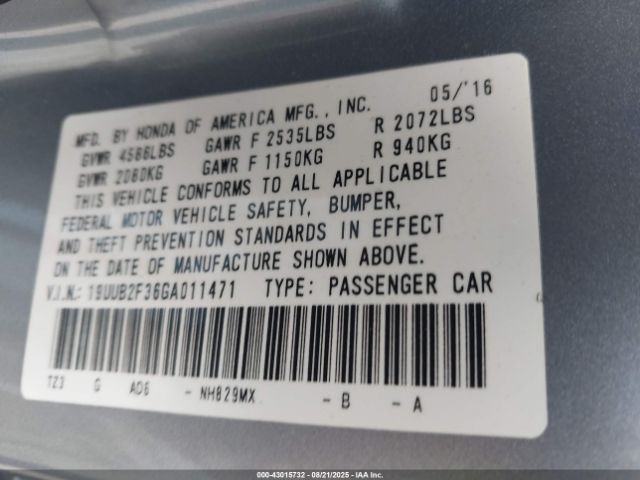 MFD. BY HONDA OF AMERICA MFG., INC. 05/'16
GVWR 4586LBS GAWR F 2535LBS R 2072LBS
GVWR 2080KG GAWR F 1150KG R 940KG
THIS VEHICLE CONFORMS TO ALL APPLICABLE
FEDERAL MOTOR VEHICLE SAFETY, BUMPER,
AND THEFT PREVENTION STANDARDS IN EFFECT
ON THE DATE OF MANUFACTURE SHOWN ABOVE.
V.I.N.: 19UUB2F36GA011471 TYPE: PASSENGER CAR
TZ3 G A06 - NH829MX - B - A
000-43015732 - 08/21/2025 - IAA Inc.